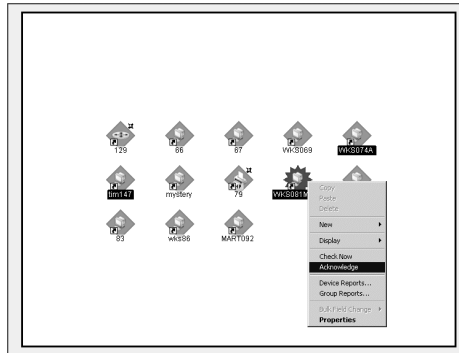 129
66
67
WKS069
WKS074A
tim147
mystery
79
WKS081M
83
wks86
MART092
Copy
Paste
Delete
New
Display
Check Now
Acknowledge
Device Reports...
Group Reports...
Bulk Field Change
Properties